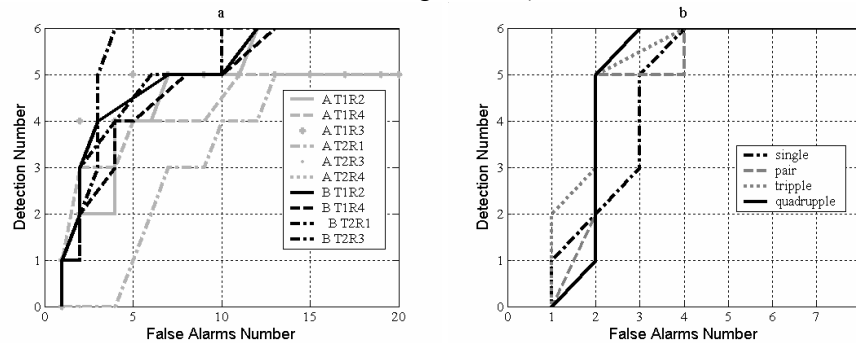 a
6
5
4
3
2
1
0
Detection Number
0 5 10 15 20
False Alarms Number
A T1R2
A T1R4
A T1R3
A T2R1
A T2R3
A T2R4
B T1R2
B T1R4
B T2R1
B T2R3
b
6
5
4
3
2
1
0
Detection Number
0 1 2 3 4 5 6 7
False Alarms Number
single
pair
tripple
quadrupple